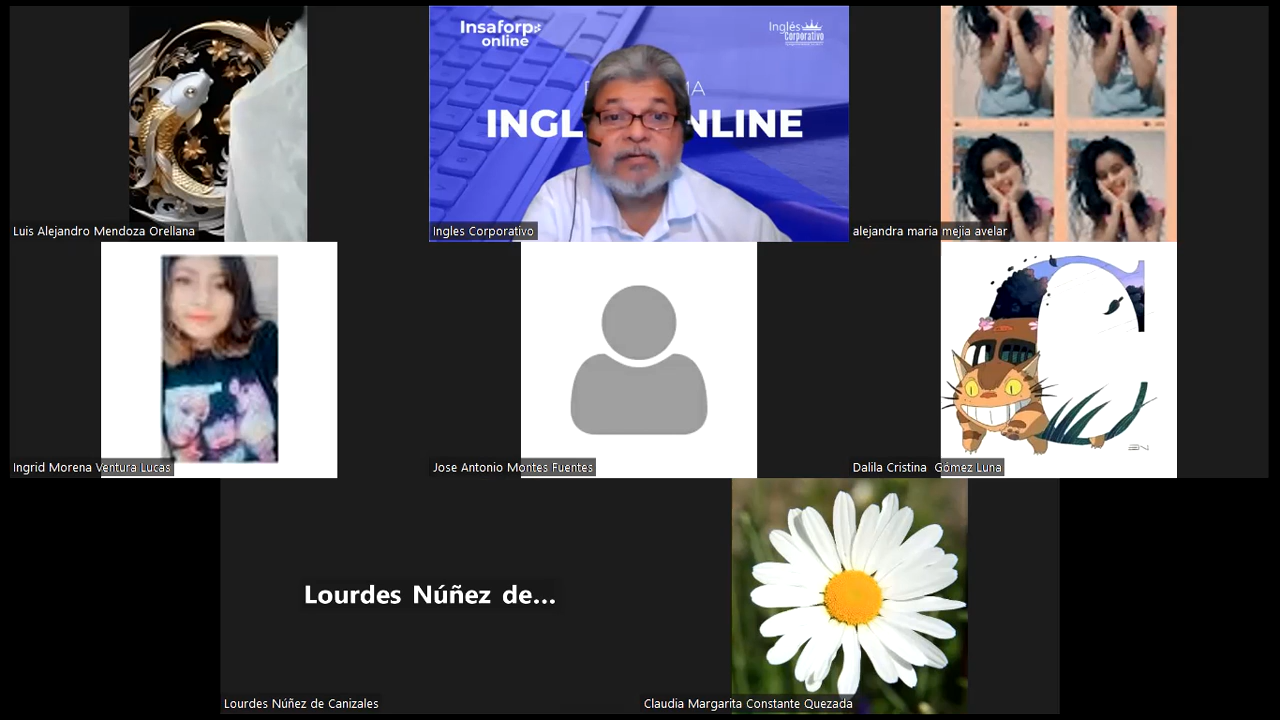 Insaforp
online
Inglés
Corporativo
INGL NLINE
Luis Alejandro Mendoza Orellana
Ingles Corporativo
alejandra maria mejia avelar
Ingrid Morena Ventura Lucas
Jose Antonio Montes Fuentes
Dalila Cristina Gómez Luna
Lourdes Núñez de...
Lourdes Núñez de Canizales
Claudia Margarita Constante Quezada